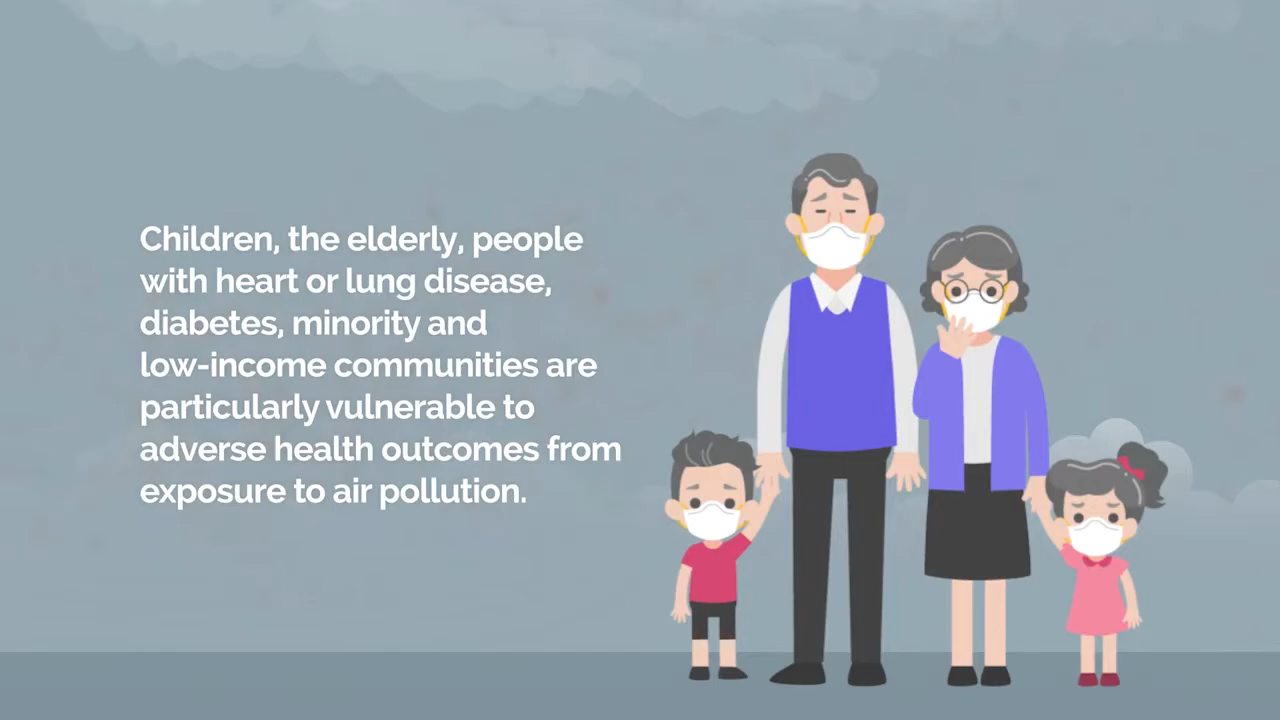 Children, the elderly, people
with heart or lung disease,
diabetes, minority and
low-income communities are
particularly vulnerable to
adverse health outcomes from
exposure to air pollution.